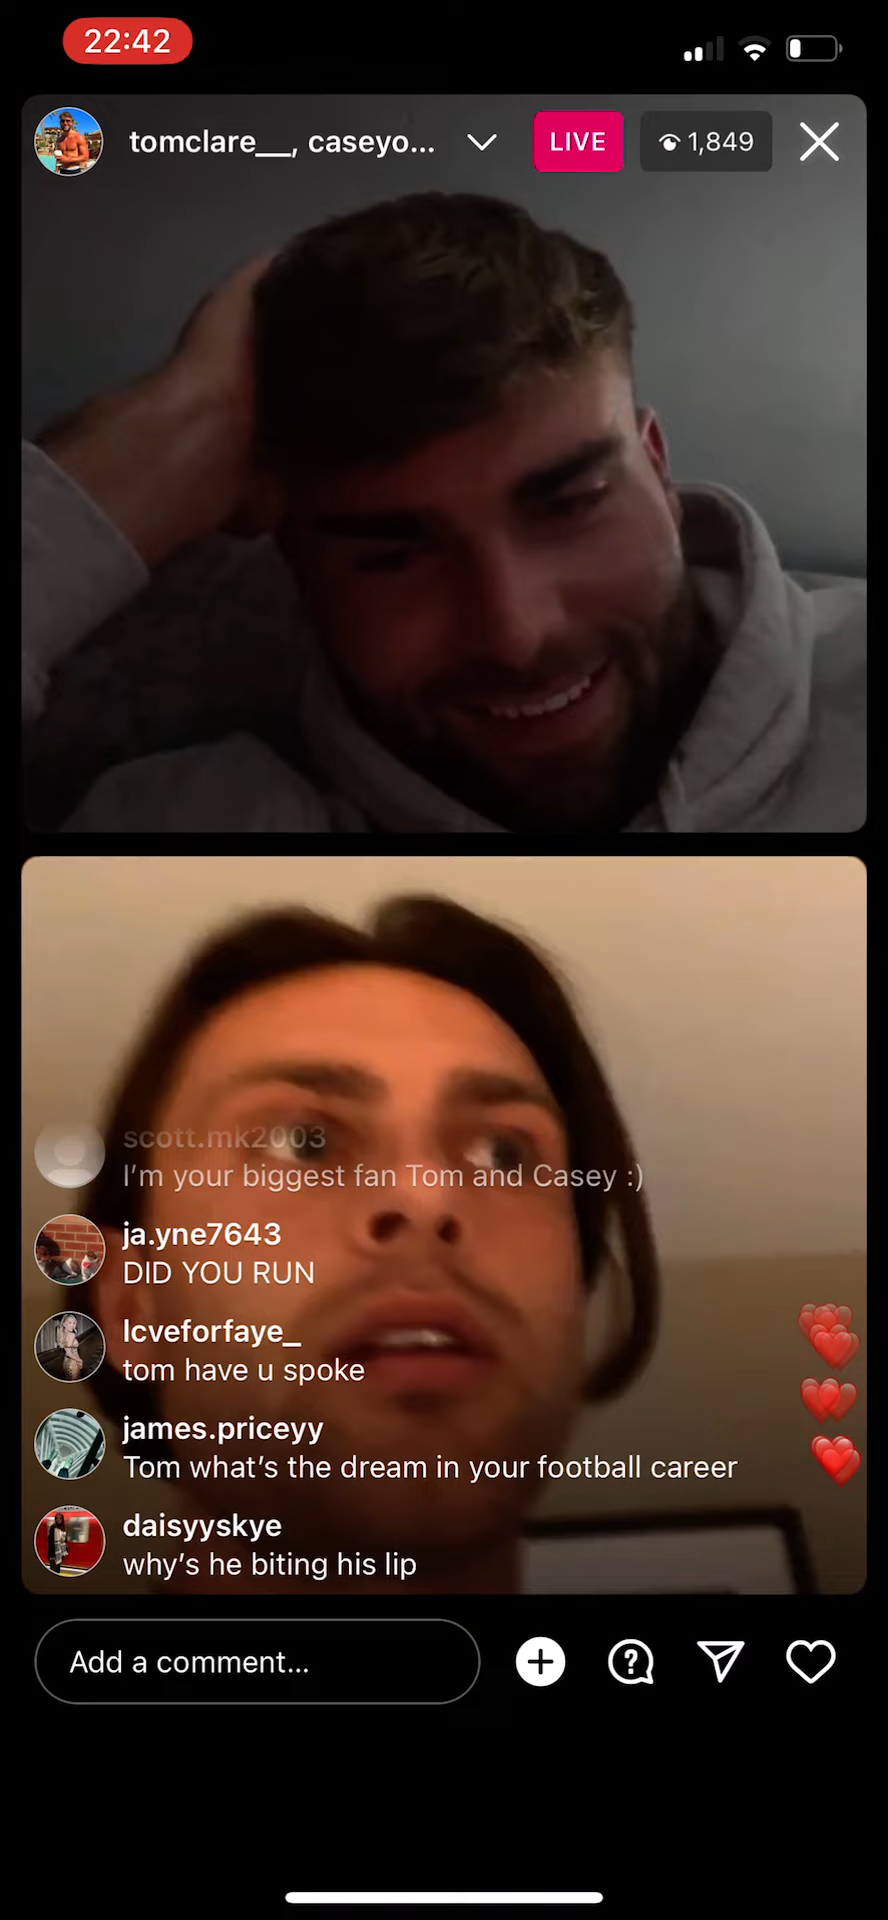 22:42
tomclare__, caseyo...
LIVE
1,849
scott.mk2003
I'm your biggest fan Tom and Casey :)
ja.yne7643
DID YOU RUN
lcveforfaye_
tom have u spoke
james.priceyy
Tom what's the dream in your football career
daisyyskye
why's he biting his lip
Add a comment...